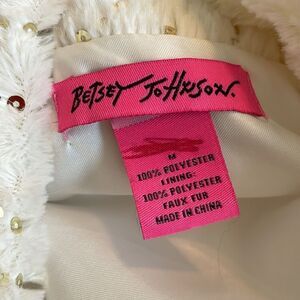 BETSEY JOHNSON.
M
100% POLYESTER
LINING:
100% POLYESTER
FAUX FUR
MADE IN CHINA